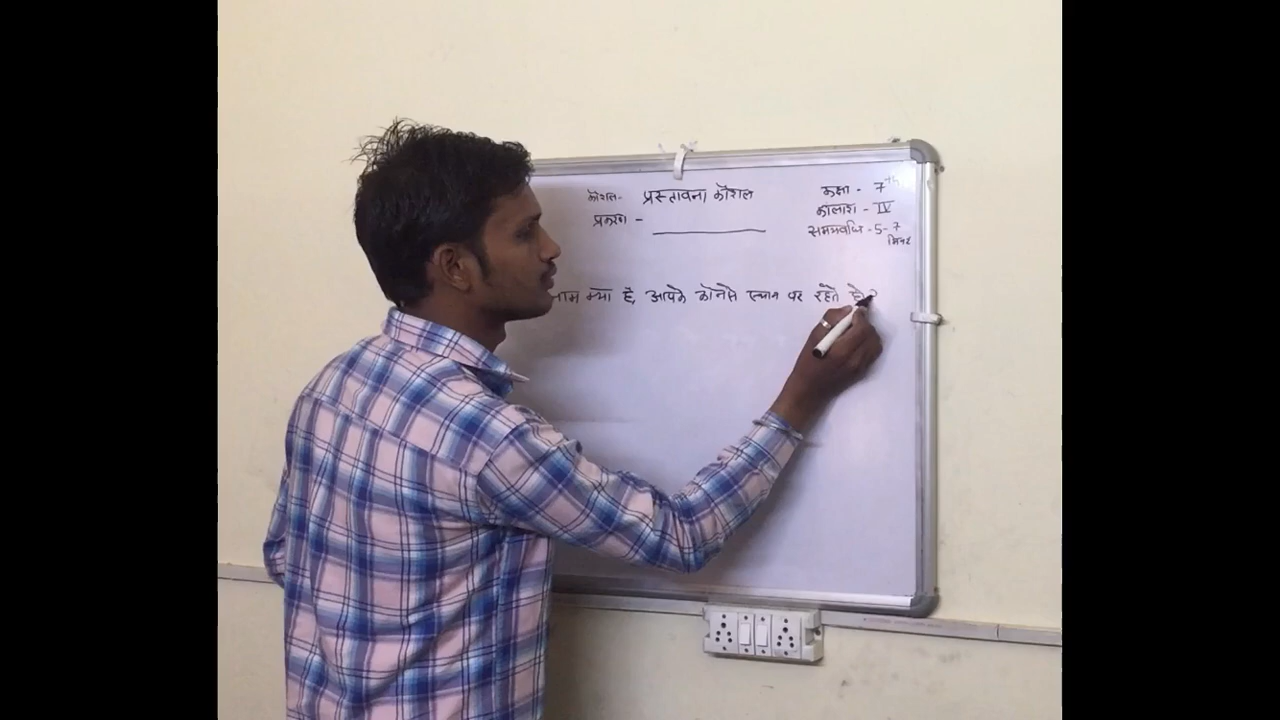 कौशल- प्रस्तावना कौशल
प्रकरण -
कक्षा - 7th
कालांश - IV
समयावधि - 5-7 मिनट
नाम क्या है, आपके कौनसे स्थान पर रहते हो?